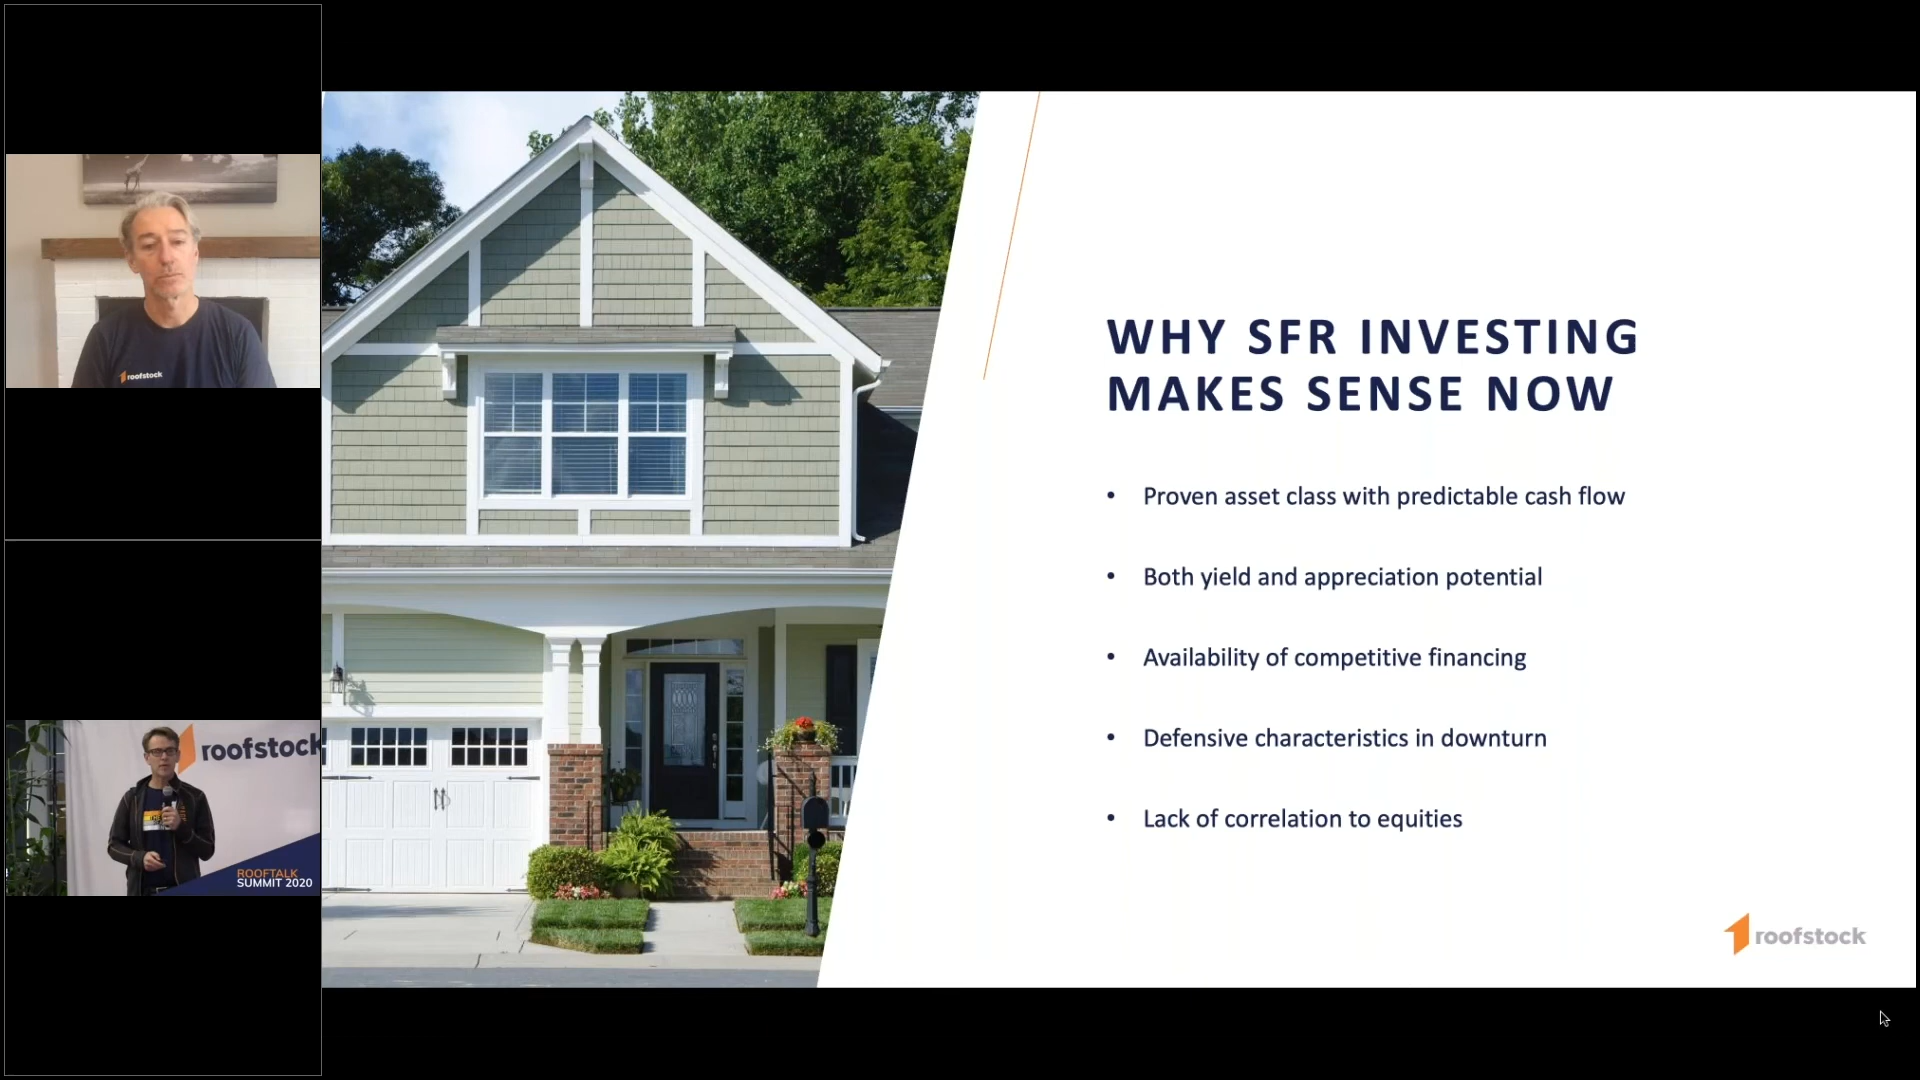 roofstock
roofstock
ROOFTALK
SUMMIT 2020
WHY SFR INVESTING
MAKES SENSE NOW
• Proven asset class with predictable cash flow
• Both yield and appreciation potential
• Availability of competitive financing
• Defensive characteristics in downturn
• Lack of correlation to equities
roofstock